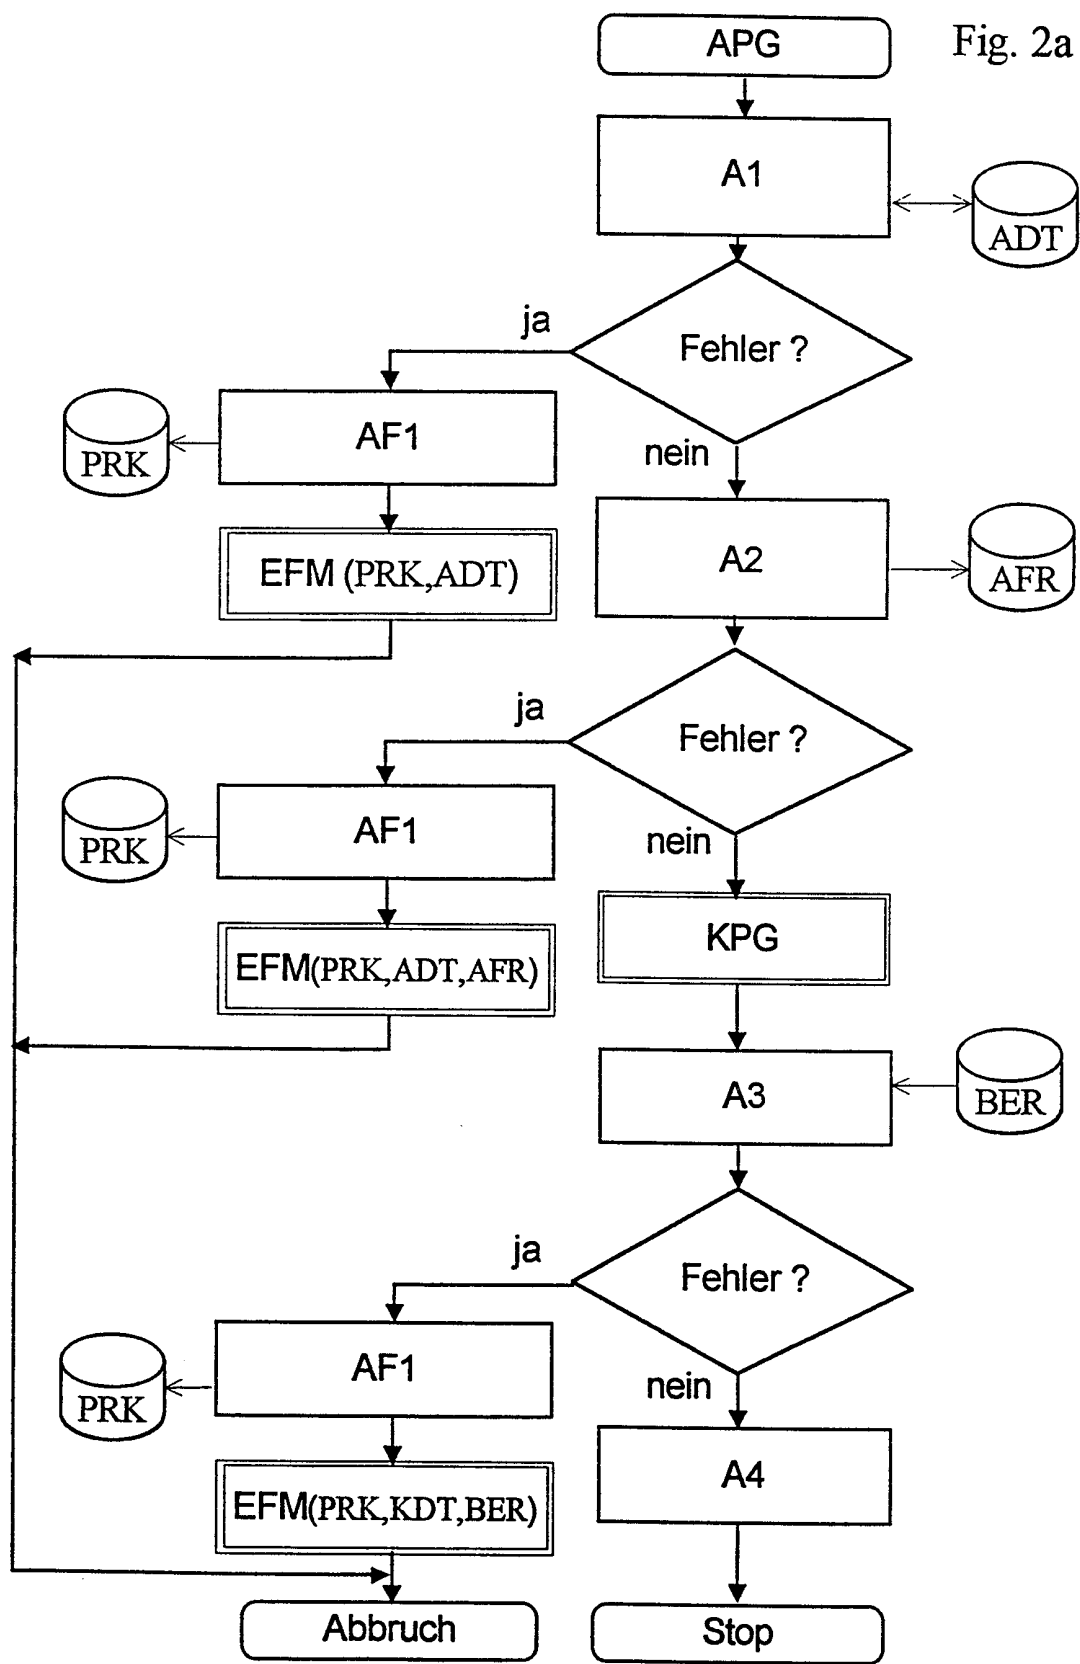 APG
Fig. 2a
A1
ADT
ja
Fehler ?
PRK
AF1
nein
EFM (PRK,ADT)
A2
AFR
ja
Fehler ?
PRK
AF1
nein
EFM(PRK,ADT,AFR)
KPG
A3
BER
ja
Fehler ?
PRK
AF1
nein
EFM(PRK,KDT,BER)
A4
Abbruch
Stop